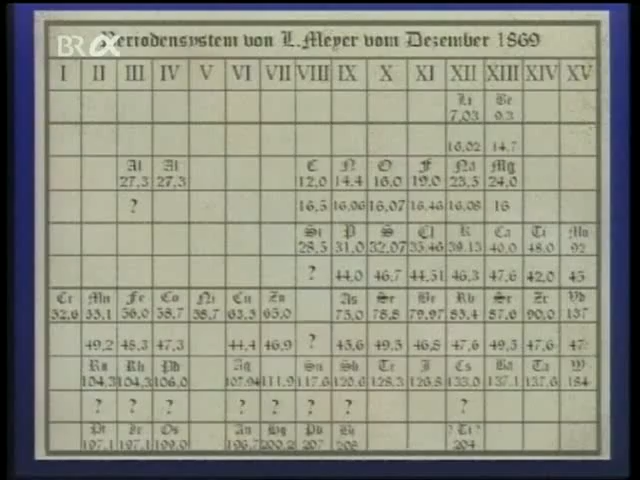 BRα
Periodensystem von L.Meyer vom Dezember 1869
I II III IV V VI VII VIII IX X XI XII XIII XIV XV
Li Be
7,03 9,3
16,02 14,7
Al Al C N O F Na Mg
27,3 27,3 12,0 14,4 16,0 19,0 23,5 24,0
? 16,5 16,06 16,07 16,46 16,08 16
Si P S Cl K Ca Ti Mo
28,5 31,0 32,07 35,46 39,13 40,0 48,0 92
? 44,0 46,7 44,51 46,3 47,6 42,0 45
Cr Mn Fe Co Ni Cu Zn As Se Br Rb Sr Zr
52,6 55,1 56,0 58,7 58,7 63,5 65,0 75,0 78,8 79,97 85,4 87,6 90,0 137
49,2 48,3 47,3 44,4 46,9 ? 45,6 49,5 46,8 47,6 49,5 47,6 47
Ru Rh Pd Ag Sn Sb Te J Cs Ba Ta W
104,3 104,3 106,0 107,94 111,9 117,6 120,6 128,3 126,8 133,0 137,1 137,6 184
? ? ? ? ? ? ? ?
Pt Ir Os Au Hg Pb Bi ?Tl?
197,1 197,1 199,0 196,7 200,2 207 208 204